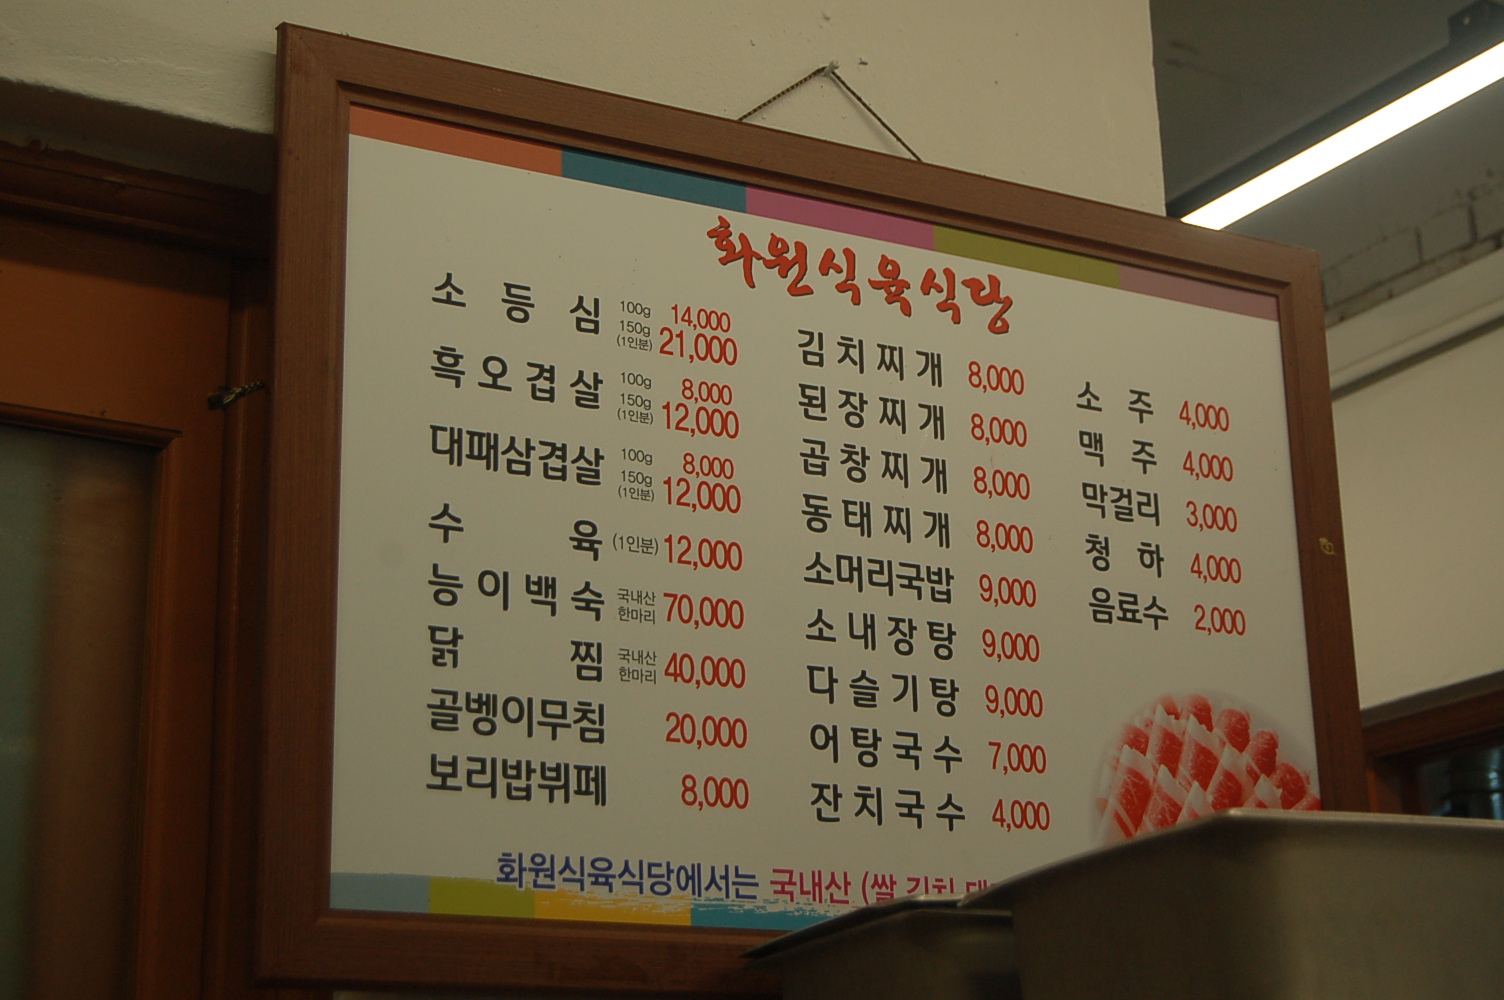 화원식육식당
소등심 100g 14,000
150g (1인분) 21,000
흑오겹살 100g 8,000
150g (1인분) 12,000
대패삼겹살 100g 8,000
150g (1인분) 12,000
수육 (1인분) 12,000
능이백숙 국내산 한마리 70,000
닭찜 국내산 한마리 40,000
골벵이무침 20,000
보리밥뷔페 8,000
김치찌개 8,000
된장찌개 8,000
곱창찌개 8,000
동태찌개 8,000
소머리국밥 9,000
소내장탕 9,000
다슬기탕 9,000
어탕국수 7,000
잔치국수 4,000
소주 4,000
맥주 4,000
막걸리 3,000
청하 4,000
음료수 2,000
화원식육식당에서는 국내산 (쌀 김치